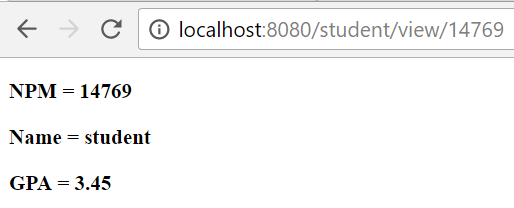 localhost:8080/student/view/14769
NPM = 14769
Name = student
GPA = 3.45